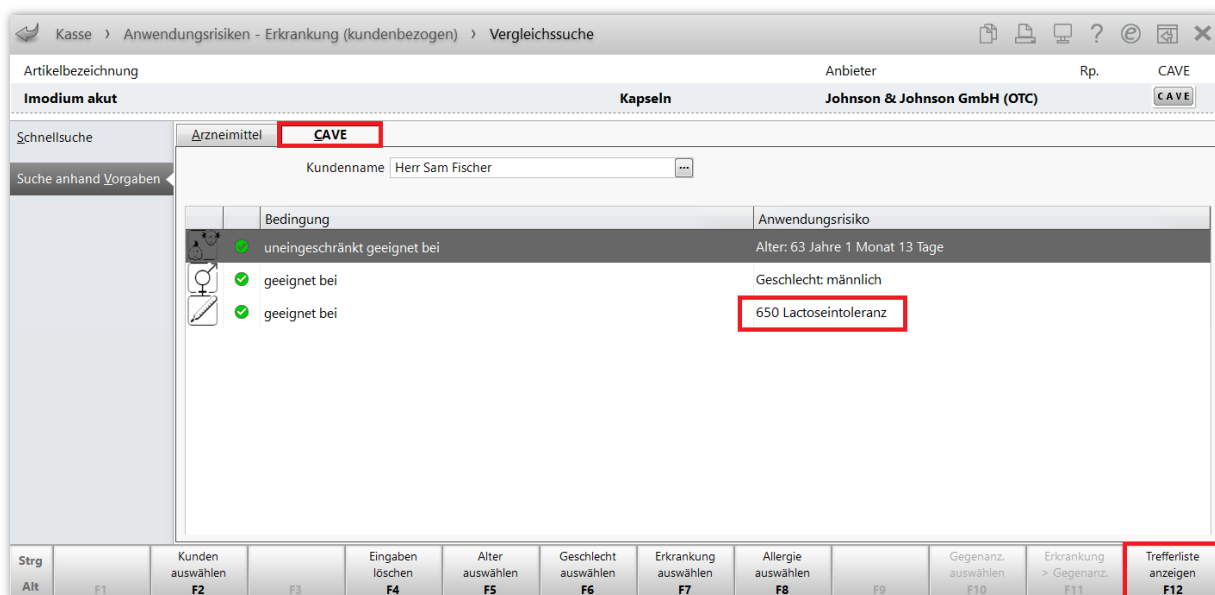 Kasse > Anwendungsrisiken - Erkrankung (kundenbezogen) > Vergleichssuche
Artikelbezeichnung Anbieter Rp. CAVE
Imodium akut Kapseln Johnson & Johnson GmbH (OTC) CAVE
Schnellsuche
Suche anhand Vorgaben
Arzneimittel CAVE
Kundenname Herr Sam Fischer ...
Bedingung Anwendungsrisiko
uneingeschränkt geeignet bei Alter: 63 Jahre 1 Monat 13 Tage
geeignet bei Geschlecht: männlich
geeignet bei 650 Lactoseintoleranz
Strg Kunden Eingaben Alter Geschlecht Erkrankung Allergie Gegenanz. Erkrankung Trefferliste
auswählen löschen auswählen auswählen auswählen auswählen auswählen > Gegenanz. anzeigen
Alt F1 F2 F3 F4 F5 F6 F7 F8 F9 F10 F11 F12